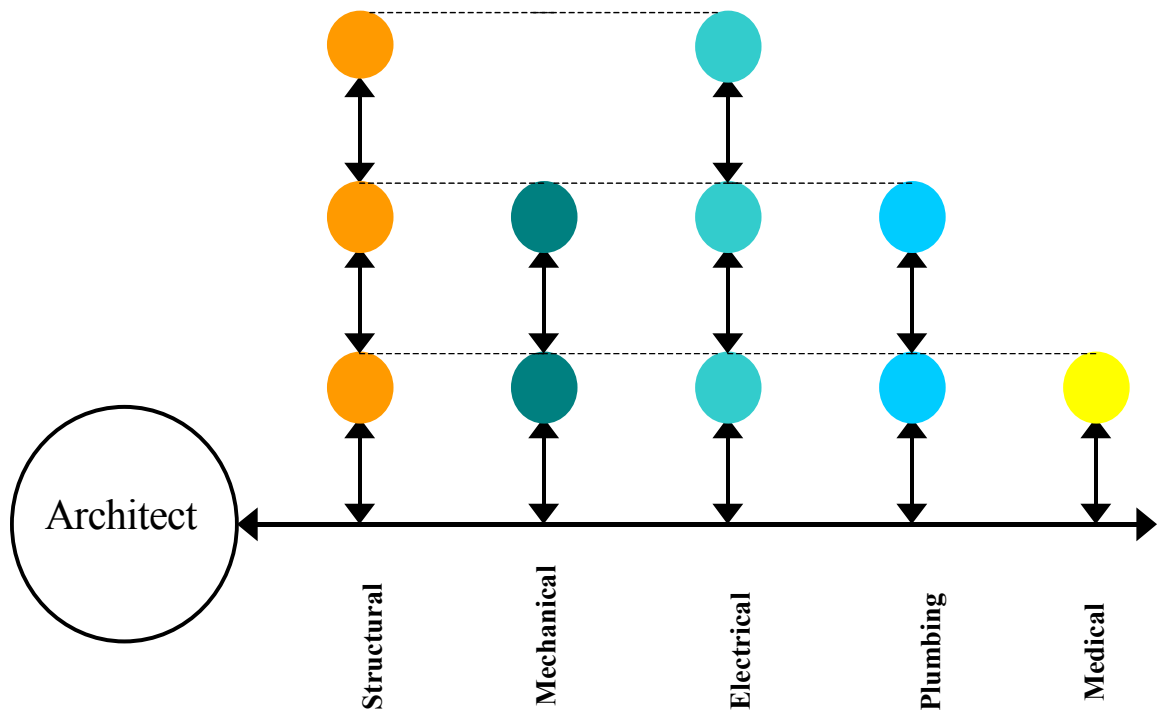 Architect
Structural
Mechanical
Electrical
Plumbing
Medical